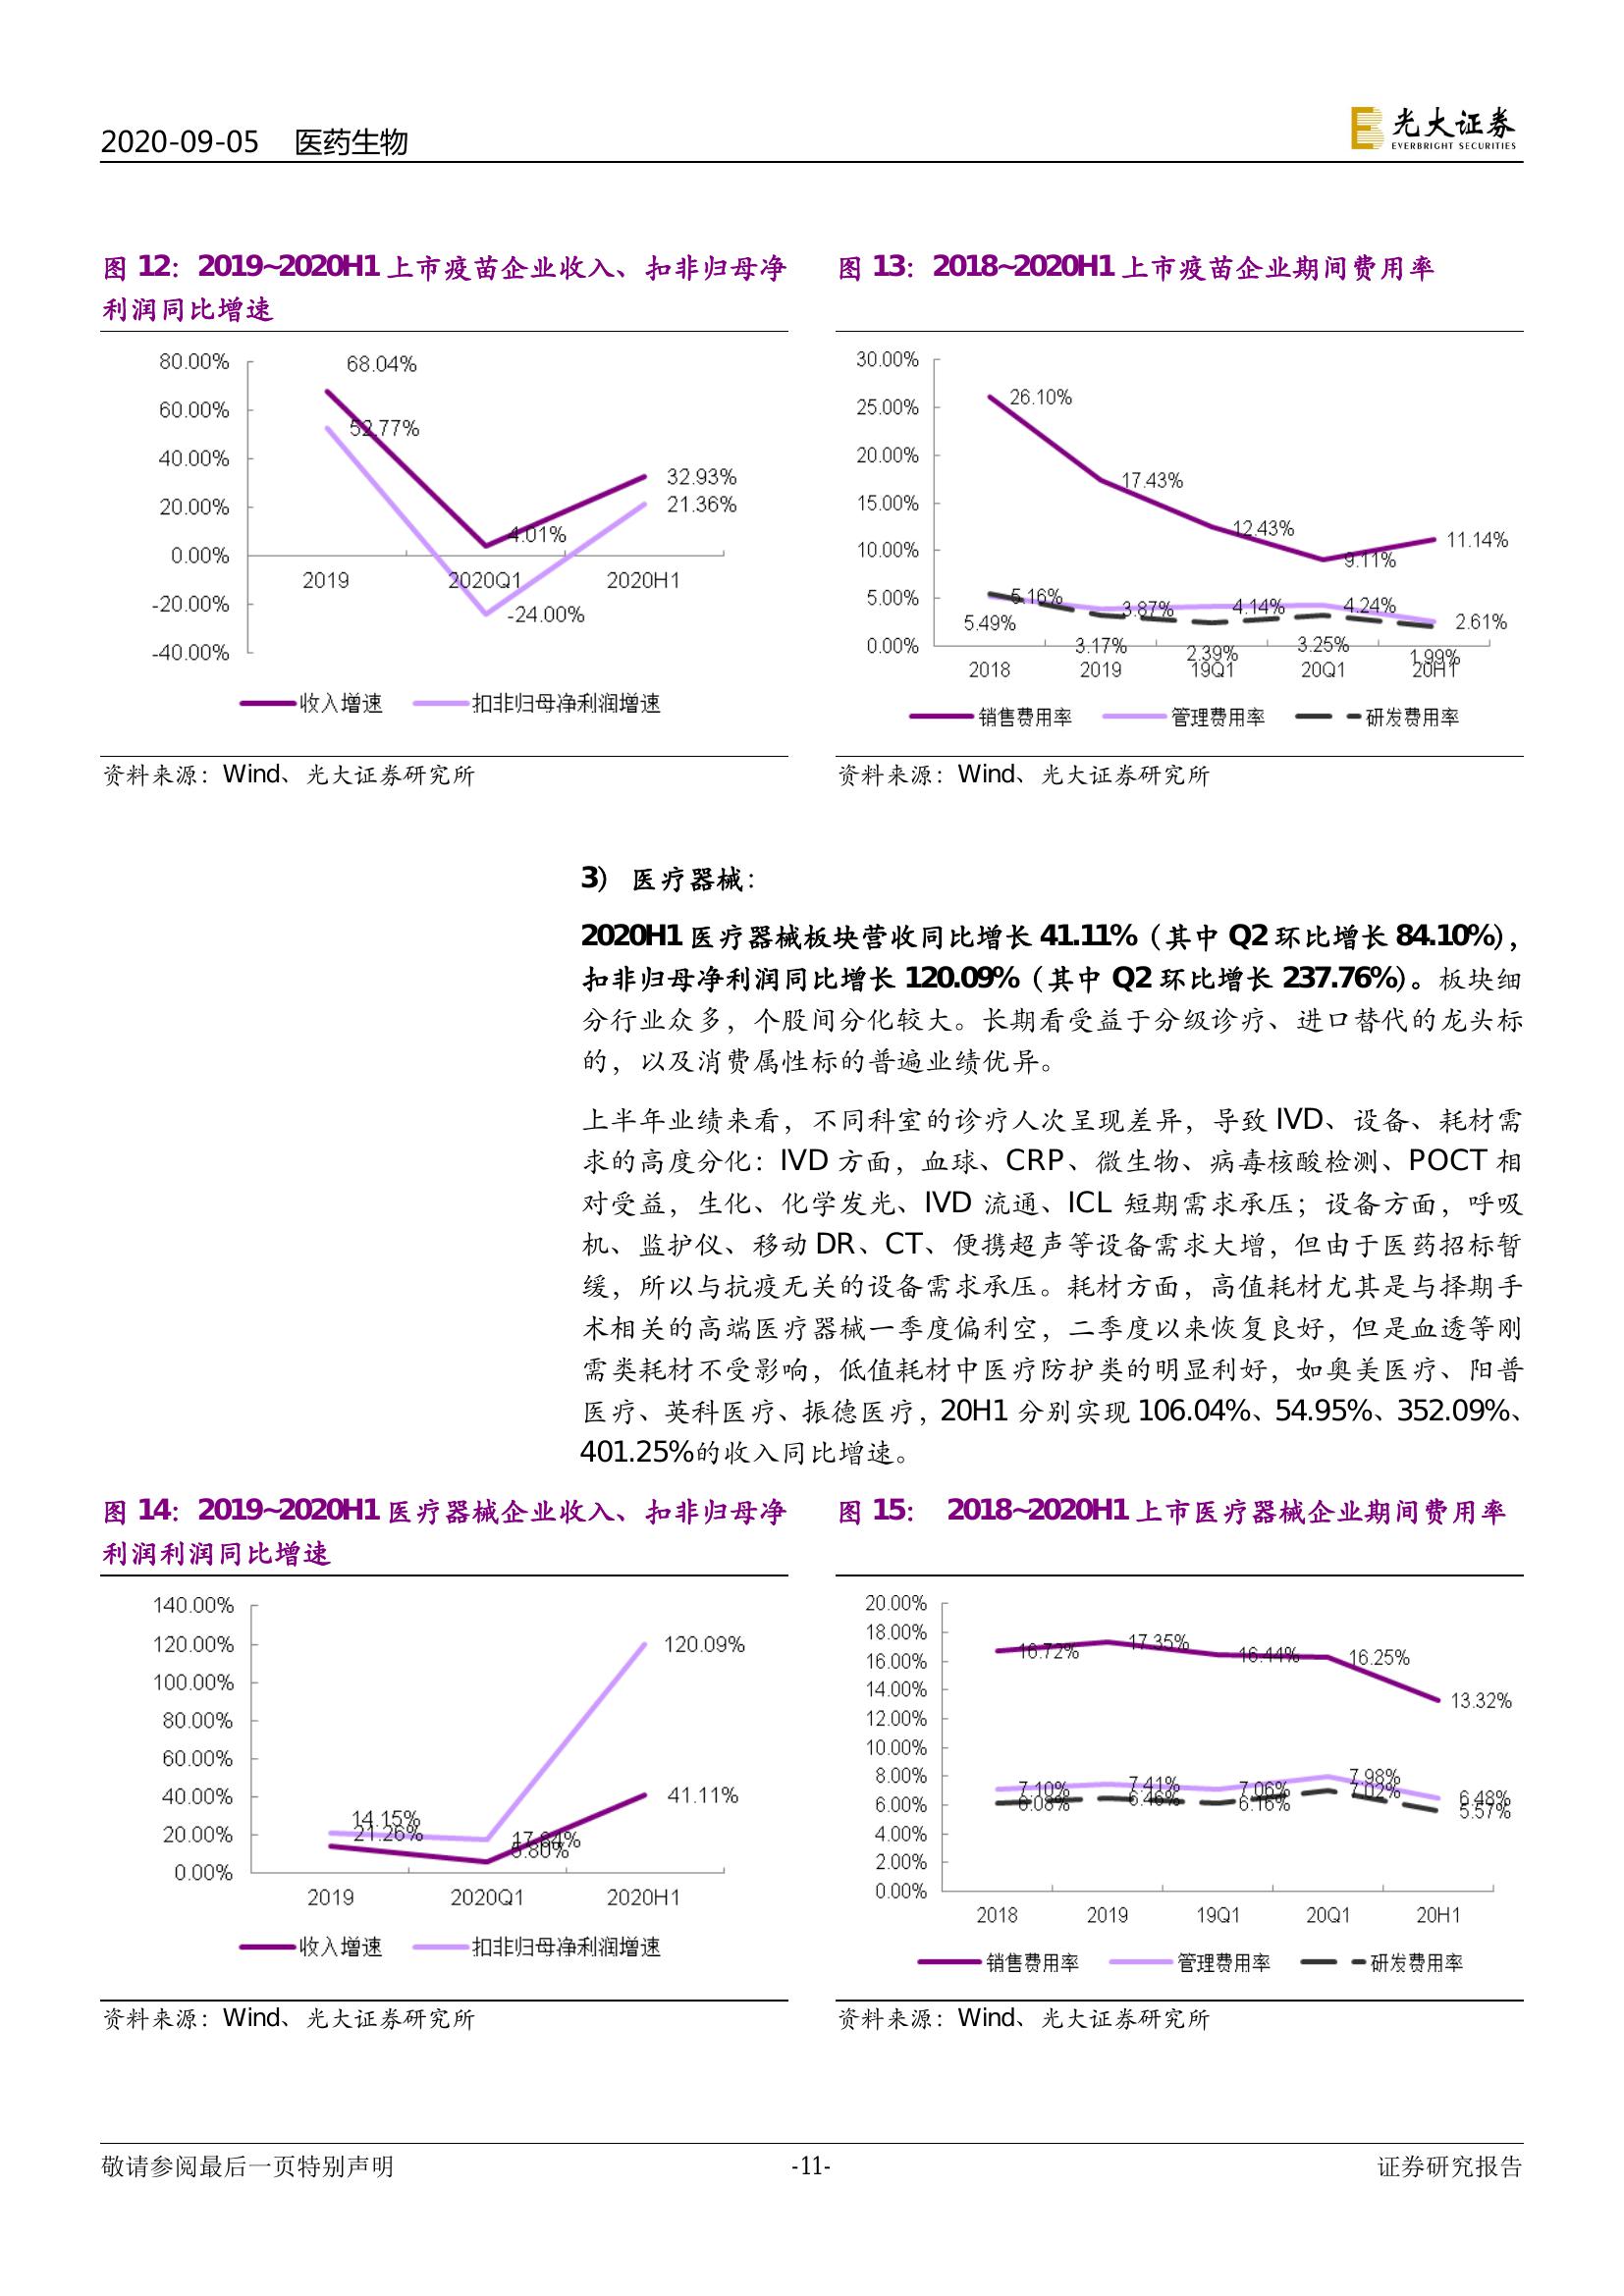 2020-09-05 医药生物
光大证券
EVERBRIGHT SECURITIES
图 12：2019~2020H1 上市疫苗企业收入、扣非归母净
利润同比增速
80.00%
60.00%
40.00%
20.00%
0.00%
-20.00%
-40.00%
68.04%
52.77%
4.01%
-24.00%
32.93%
21.36%
2019
2020Q1
2020H1
收入增速 扣非归母净利润增速
资料来源：Wind、光大证券研究所
图 13：2018~2020H1 上市疫苗企业期间费用率
30.00%
25.00%
20.00%
15.00%
10.00%
5.00%
0.00%
26.10%
17.43%
12.43%
9.11%
11.14%
5.16%
3.87%
4.14%
4.24%
2.61%
5.49%
3.17%
2.39%
3.25%
1.99%
2018
2019
19Q1
20Q1
20H1
销售费用率 管理费用率 研发费用率
资料来源：Wind、光大证券研究所
3） 医疗器械：
2020H1 医疗器械板块营收同比增长 41.11%（其中 Q2 环比增长 84.10%），
扣非归母净利润同比增长 120.09%（其中 Q2 环比增长 237.76%）。板块细
分行业众多，个股间分化较大。长期看受益于分级诊疗、进口替代的龙头标
的，以及消费属性标的普遍业绩优异。
上半年业绩来看，不同科室的诊疗人次呈现差异，导致 IVD、设备、耗材需
求的高度分化：IVD 方面，血球、CRP、微生物、病毒核酸检测、POCT 相
对受益，生化、化学发光、IVD 流通、ICL 短期需求承压；设备方面，呼吸
机、监护仪、移动 DR、CT、便携超声等设备需求大增，但由于医药招标暂
缓，所以与抗疫无关的设备需求承压。耗材方面，高值耗材尤其是与择期手
术相关的高端医疗器械一季度偏利空，二季度以来恢复良好，但是血透等刚
需类耗材不受影响，低值耗材中医疗防护类的明显利好，如奥美医疗、阳普
医疗、英科医疗、振德医疗，20H1 分别实现 106.04%、54.95%、352.09%、
401.25%的收入同比增速。
图 14：2019~2020H1 医疗器械企业收入、扣非归母净
利润利润同比增速
140.00%
120.00%
100.00%
80.00%
60.00%
40.00%
20.00%
0.00%
14.15%
21.26%
17.64%
5.80%
120.09%
41.11%
2019
2020Q1
2020H1
收入增速 扣非归母净利润增速
资料来源：Wind、光大证券研究所
图 15： 2018~2020H1 上市医疗器械企业期间费用率
20.00%
18.00%
16.00%
14.00%
12.00%
10.00%
8.00%
6.00%
4.00%
2.00%
0.00%
16.72%
17.35%
16.44%
16.25%
13.32%
7.10%
7.41%
7.06%
7.98%
6.48%
6.08%
6.46%
6.16%
7.02%
5.57%
2018
2019
19Q1
20Q1
20H1
销售费用率 管理费用率 研发费用率
资料来源：Wind、光大证券研究所
敬请参阅最后一页特别声明
-11-
证券研究报告